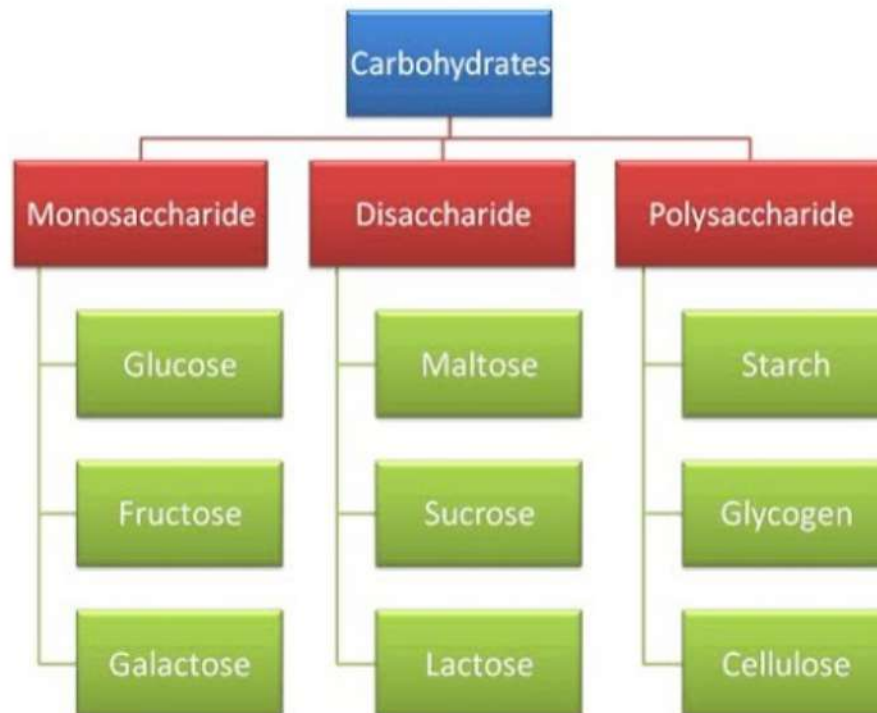 Carbohydrates
Monosaccharide
Disaccharide
Polysaccharide
Glucose
Maltose
Starch
Fructose
Sucrose
Glycogen
Galactose
Lactose
Cellulose